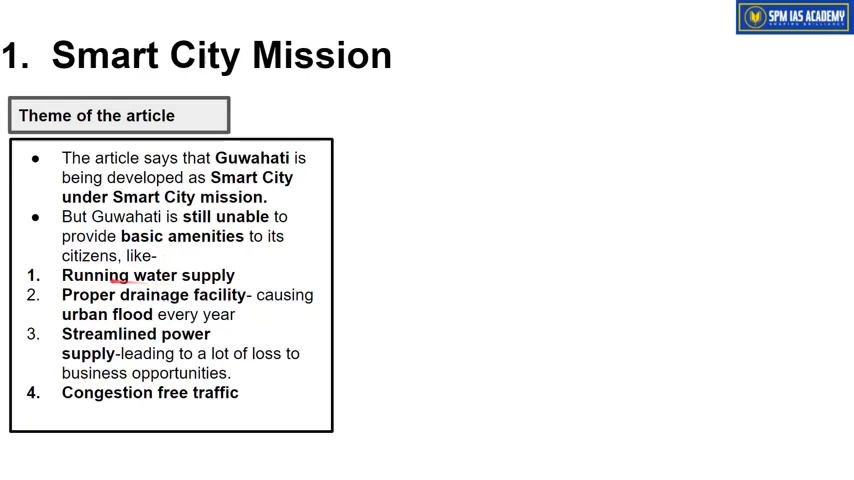 SPM IAS ACADEMY
SHAPING BRILLIANCE
1. Smart City Mission
Theme of the article
● The article says that Guwahati is
being developed as Smart City
under Smart City mission.
● But Guwahati is still unable to
provide basic amenities to its
citizens, like-
1. Running water supply
2. Proper drainage facility- causing
urban flood every year
3. Streamlined power
supply-leading to a lot of loss to
business opportunities.
4. Congestion free traffic